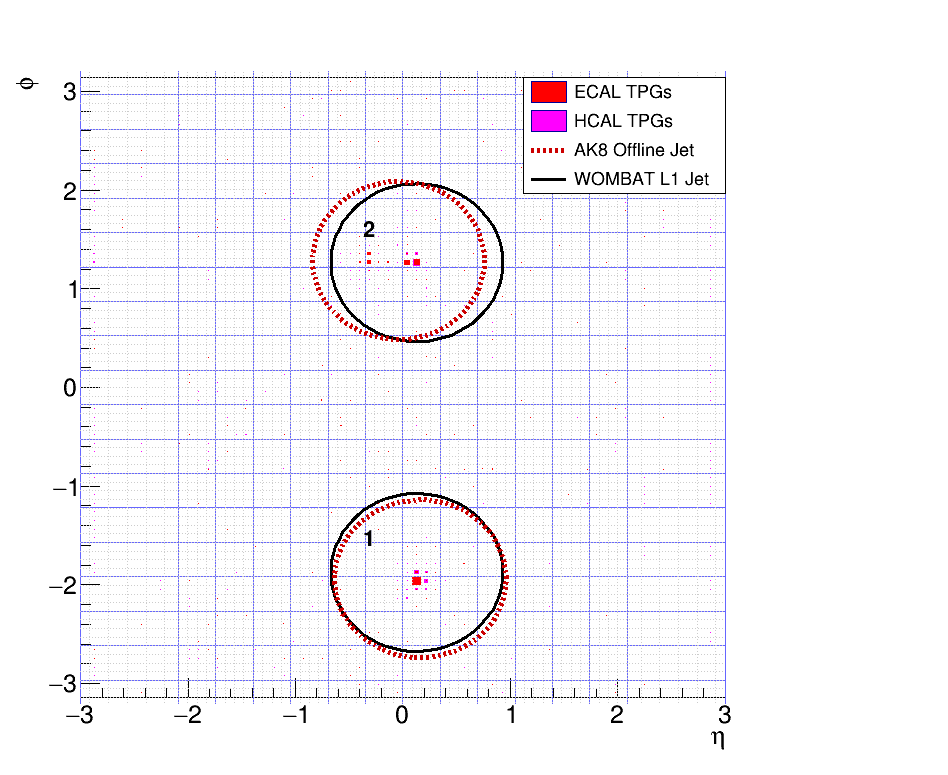 ϕ
3
2
1
0
−1
−2
−3
ECAL TPGs
HCAL TPGs
AK8 Offline Jet
WOMBAT L1 Jet
2
1
−3 −2 −1 0 1 2 3
η